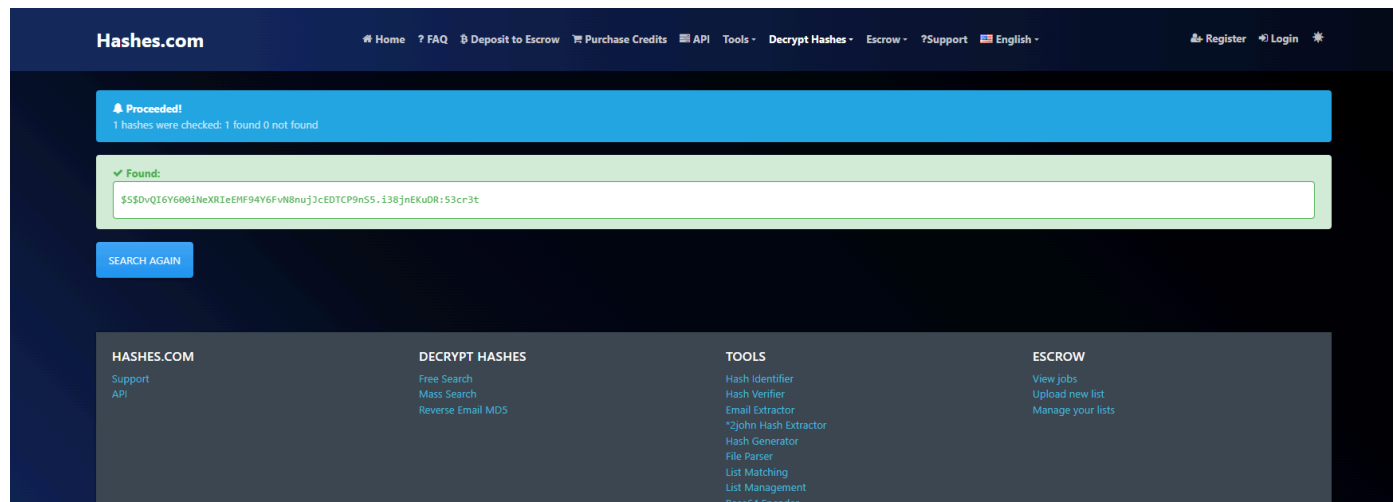 Hashes.com
Home ? FAQ Deposit to Escrow Purchase Credits API Tools Decrypt Hashes Escrow ?Support English Register Login
Proceeded!
1 hashes were checked: 1 found 0 not found
Found:
$S$DvQI6Y600iNeXRIeEMF94Y6FvN8nujJcEDTCP9nS5.i38jnEKuDR:53cr3t
SEARCH AGAIN
HASHES.COM
Support
API
DECRYPT HASHES
Free Search
Mass Search
Reverse Email MD5
TOOLS
Hash Identifier
Hash Verifier
Email Extractor
*2john Hash Extractor
Hash Generator
File Parser
List Matching
List Management
Base64 Encoder
ESCROW
View jobs
Upload new list
Manage your lists